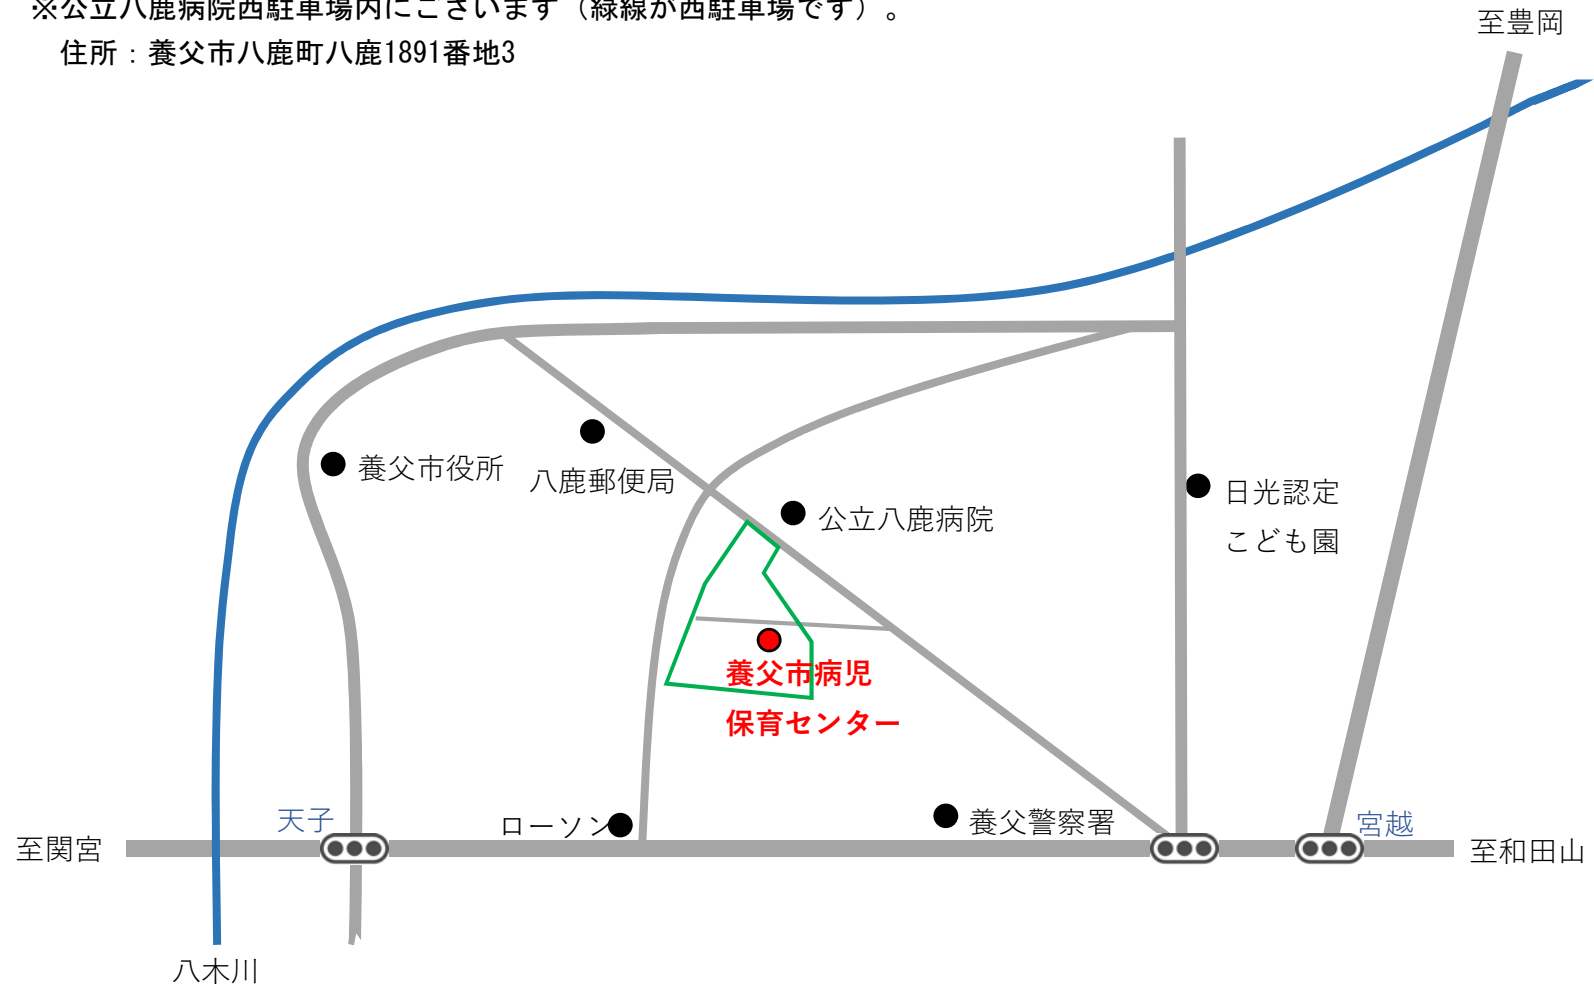 ※公立八鹿病院西駐車場内にございます（緑線が西駐車場です）。
住所：養父市八鹿町八鹿1891番地3
至豊岡
養父市役所
八鹿郵便局
公立八鹿病院
日光認定
こども園
養父市病児
保育センター
天子
ローソン
養父警察署
宮越
至関宮
至和田山
八木川